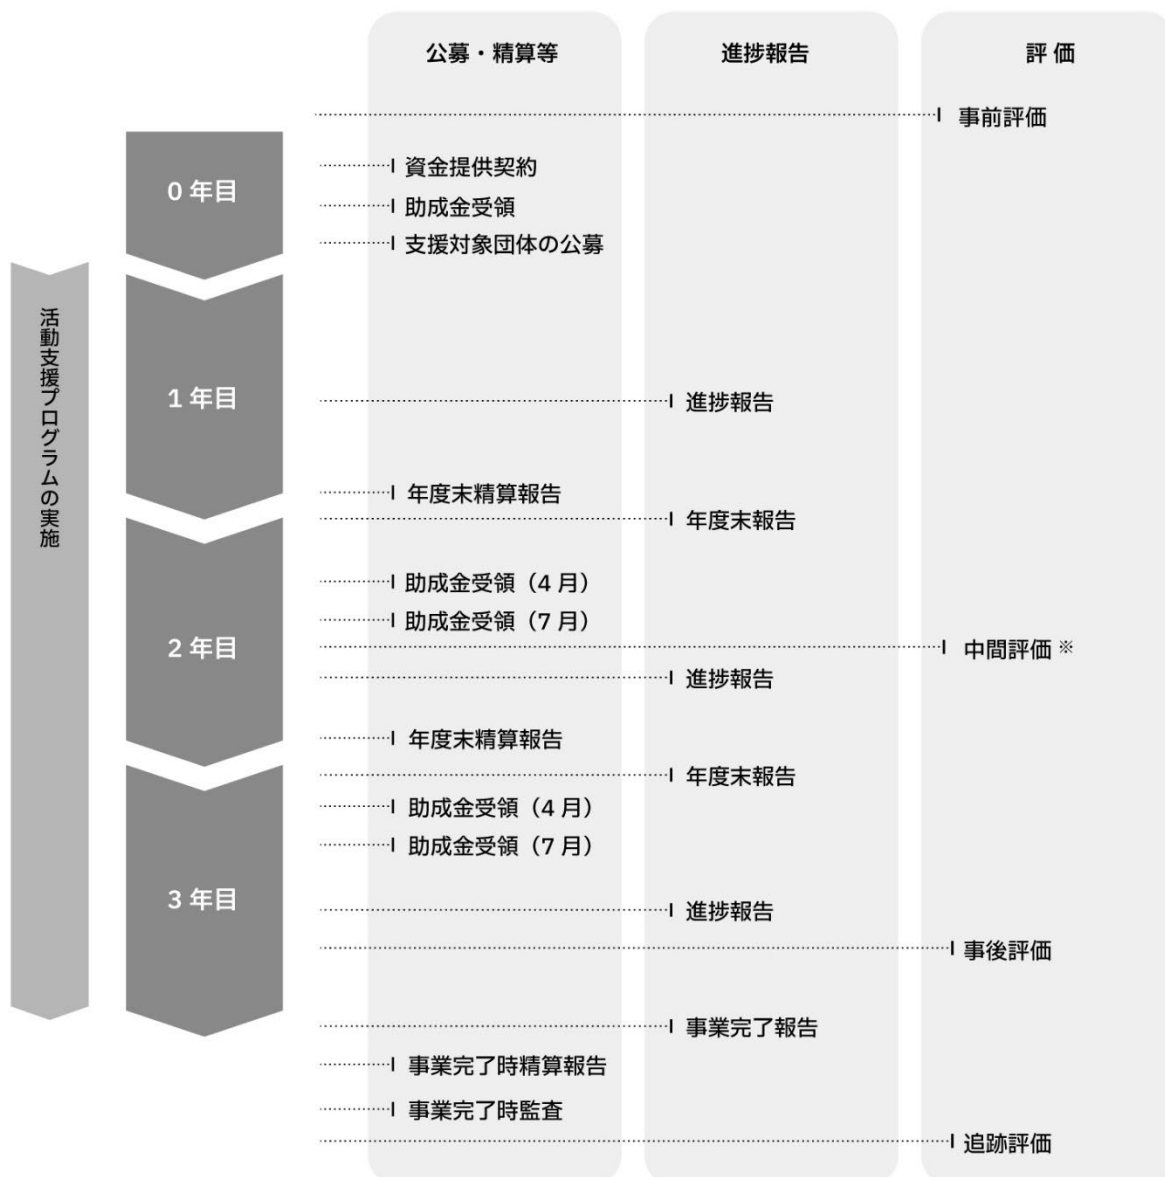 公募・精算等
進捗報告
評 価
事前評価
0 年目
資金提供契約
助成金受領
支援対象団体の公募
活動支援プログラムの実施
1 年目
進捗報告
年度末精算報告
年度末報告
2 年目
助成金受領（4 月）
助成金受領（7 月）
中間評価 ※
進捗報告
年度末精算報告
年度末報告
3 年目
助成金受領（4 月）
助成金受領（7 月）
進捗報告
事後評価
事業完了報告
事業完了時精算報告
事業完了時監査
追跡評価